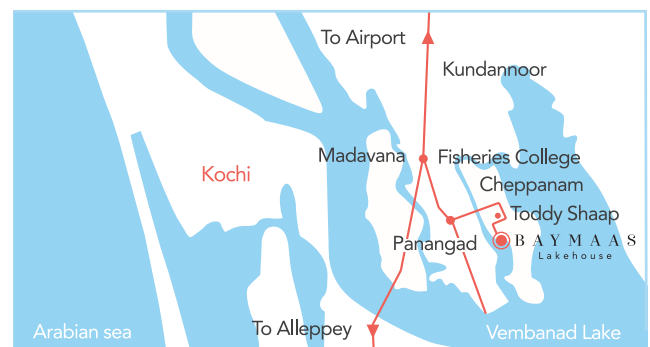 To Airport
Kundannoor
Madavana
Fisheries College
Cheppanam
Kochi
Toddy Shaap
Panangad
BAYMAAS
Lakehouse
Arabian sea
To Alleppey
Vembanad Lake